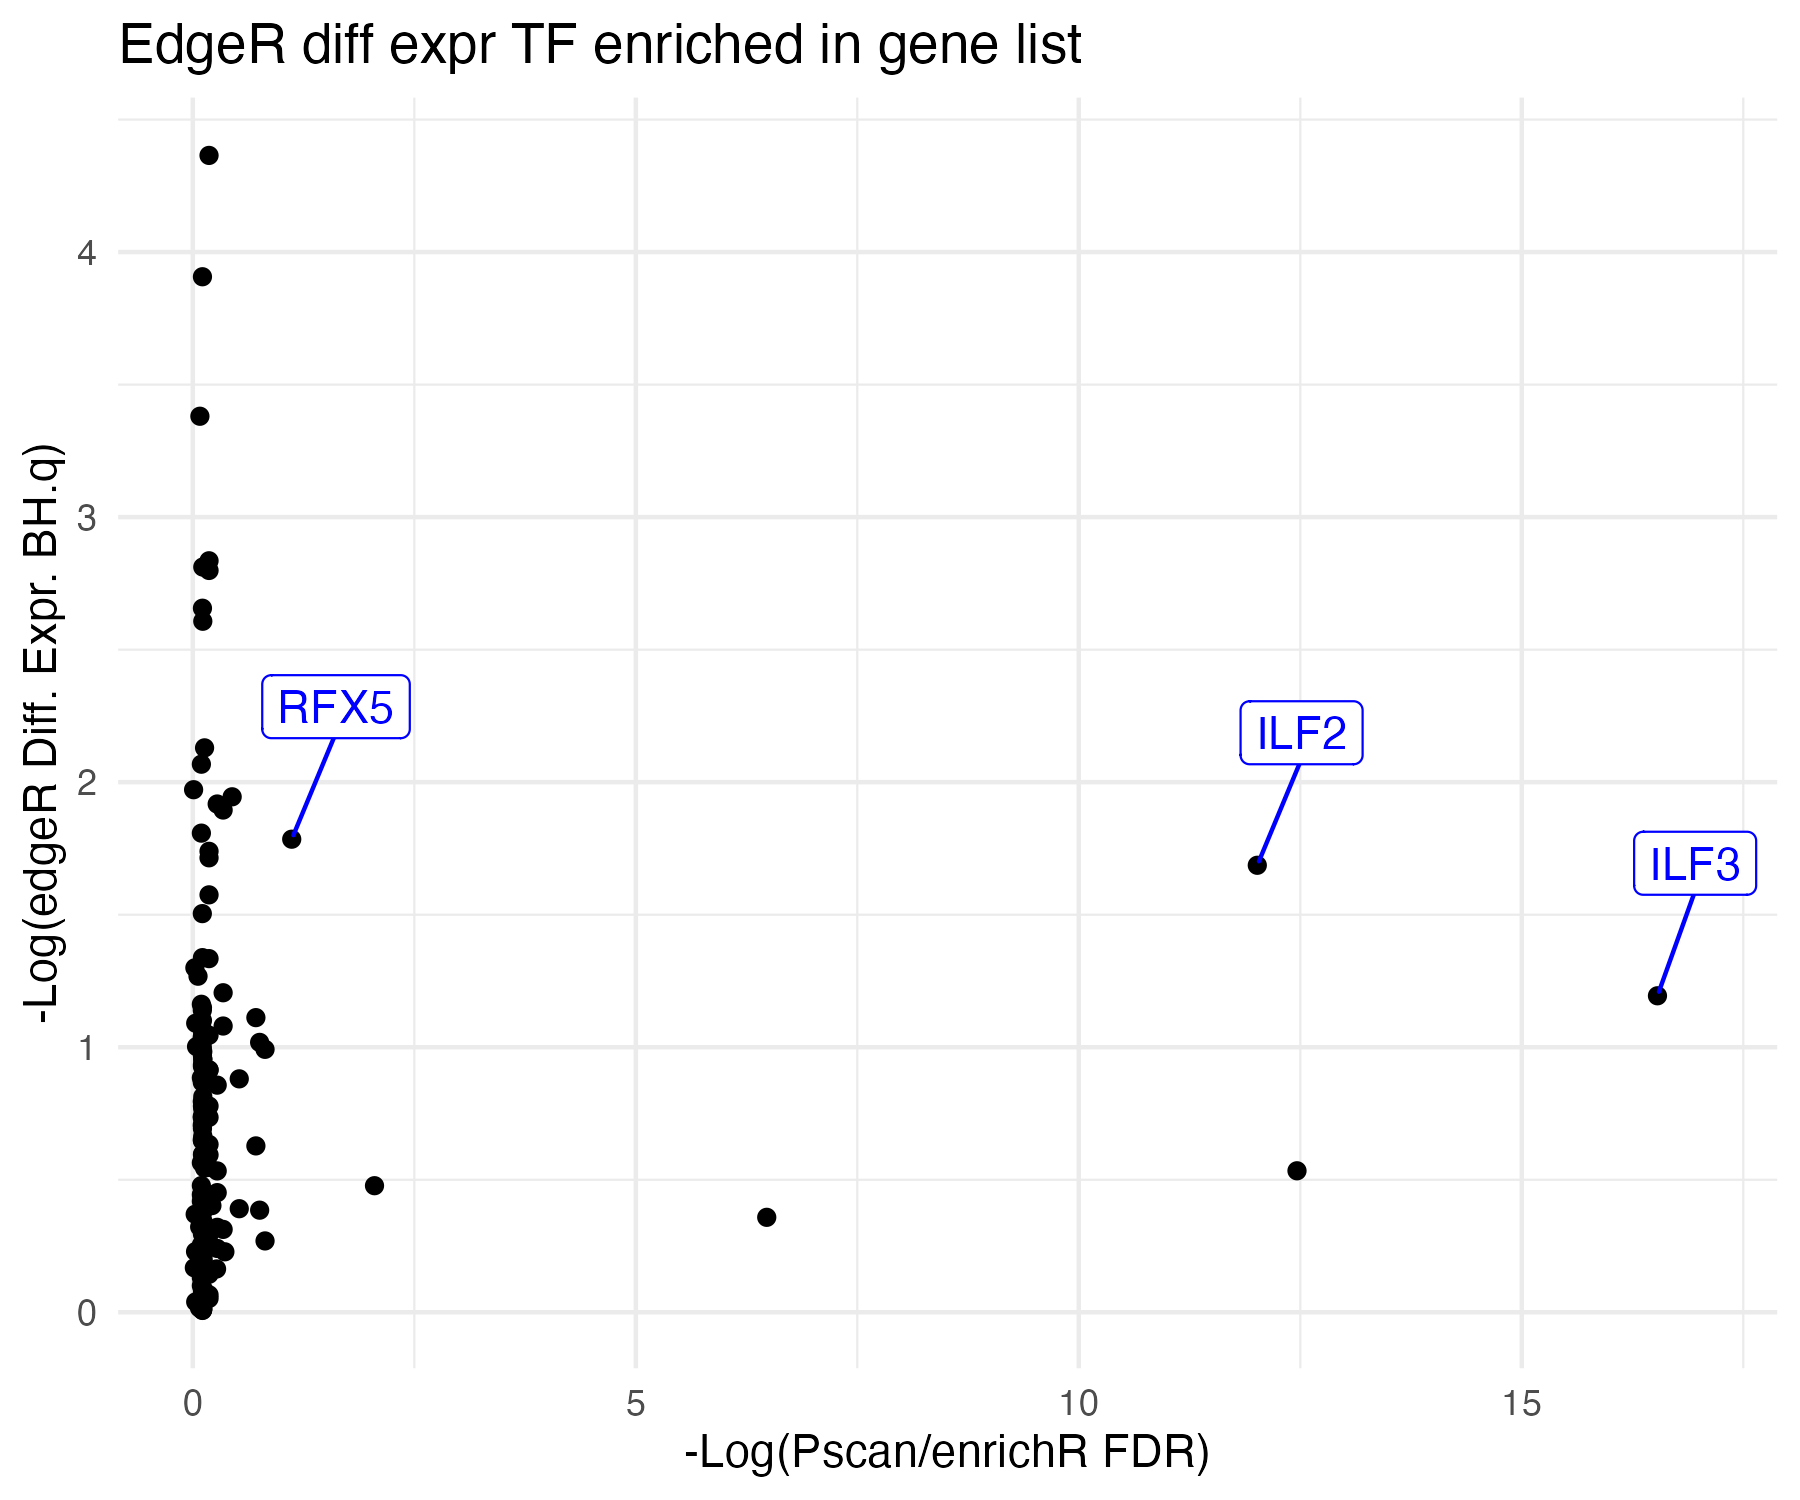 EdgeR diff expr TF enriched in gene list
-Log(edgeR Diff. Expr. BH.q)
4
3
2
1
0
RFX5
ILF2
ILF3
0 5 10 15
-Log(Pscan/enrichR FDR)